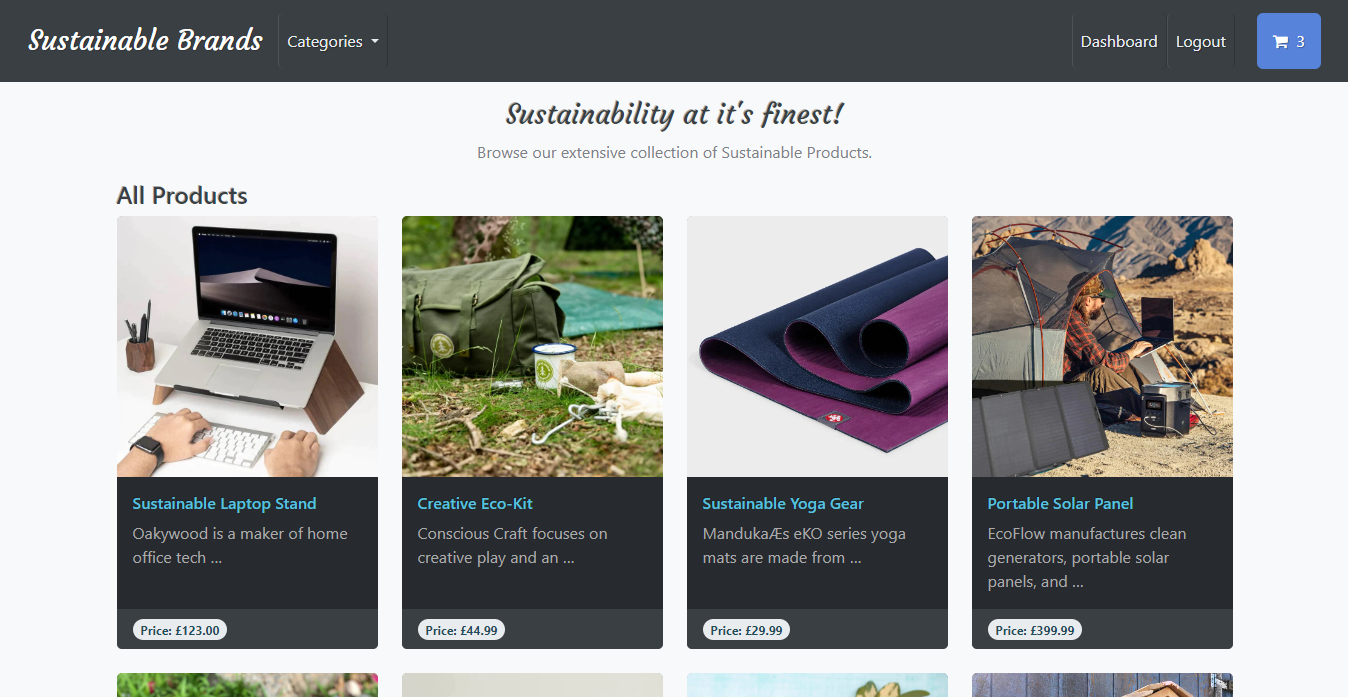 Sustainable Brands
Categories
Dashboard
Logout
3
Sustainability at it's finest!
Browse our extensive collection of Sustainable Products.
All Products
Sustainable Laptop Stand
Oakywood is a maker of home
office tech ...
Price: £123.00
Creative Eco-Kit
Conscious Craft focuses on
creative play and an ...
Price: £44.99
Sustainable Yoga Gear
MandukaÆs eKO series yoga
mats are made from ...
Price: £29.99
Portable Solar Panel
EcoFlow manufactures clean
generators, portable solar
panels, and ...
Price: £399.99